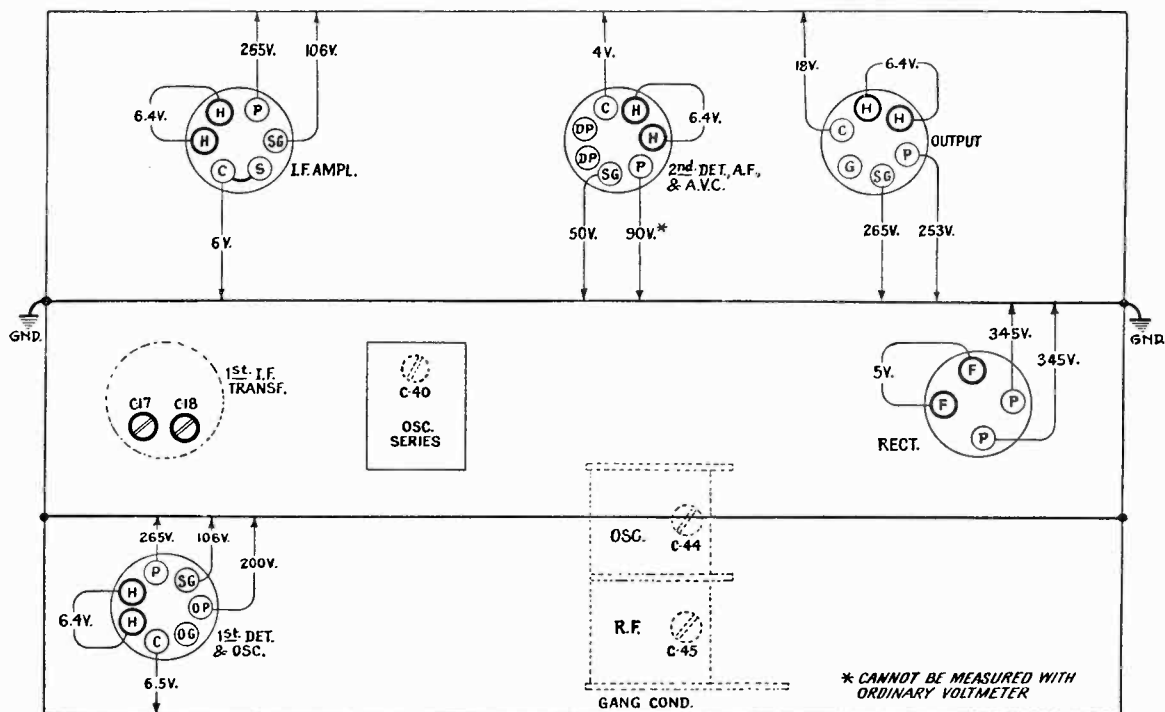 265V.
106V.
6.4V.
H
P
H
SG
C
S
I.F. AMPL.
6V.
4V.
C
H
DP
H
6.4V.
DP
SG
P
2nd. DET., A.F.,
& A.V.C.
50V.
90V.*
18V.
6.4V.
H
H
C
P
G
SG
OUTPUT
265V.
253V.
GND.
GND.
1st. I.F.
TRANSF.
C-17
C-18
C-40
OSC.
SERIES
345V.
345V.
5V.
F
F
P
P
RECT.
265V.
106V.
200V.
P
SG
H
OP
6.4V.
H
OG
C
1st. DET.
& OSC.
6.5V.
OSC.
C-44
R.F.
C-45
GANG COND.
* CANNOT BE MEASURED WITH
ORDINARY VOLTMETER